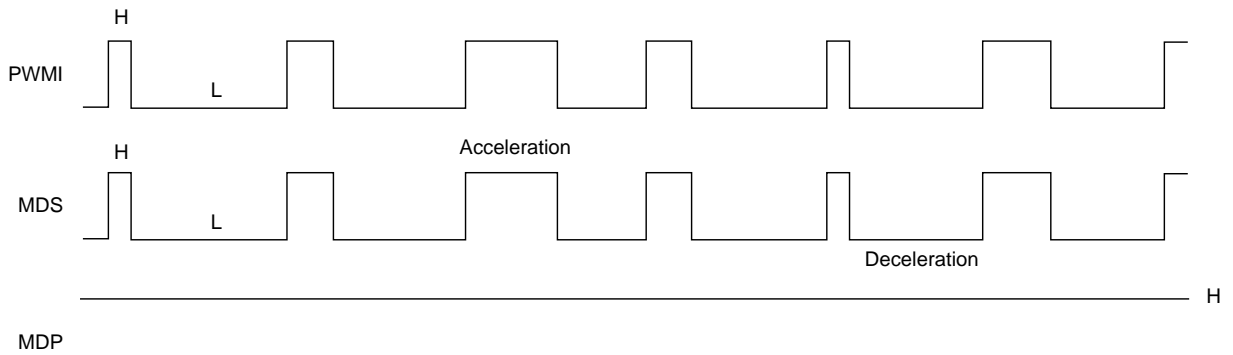 H
PWMI
L
H
Acceleration
MDS
L
Deceleration
H
MDP